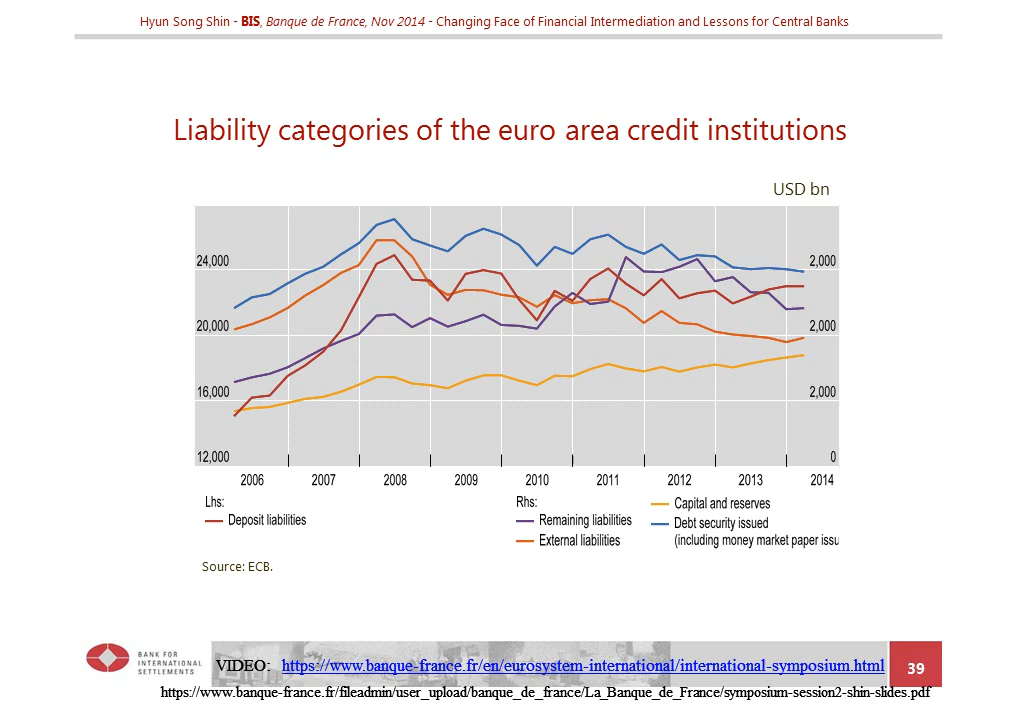 Hyun Song Shin - BIS, Banque de France, Nov 2014 - Changing Face of Financial Intermediation and Lessons for Central Banks
Liability categories of the euro area credit institutions
USD bn
24,000
2,000
20,000
2,000
16,000
2,000
12,000
0
2006 2007 2008 2009 2010 2011 2012 2013 2014
Lhs:
Deposit liabilities
Rhs:
Remaining liabilities
External liabilities
Capital and reserves
Debt security issued
(including money market paper issu
Source: ECB.
BANK FOR
INTERNATIONAL
SETTLEMENTS
VIDEO: https://www.banque-france.fr/en/eurosystem-international/international-symposium.html
39
https://www.banque-france.fr/fileadmin/user_upload/banque_de_france/La_Banque_de_France/symposium-session2-shin-slides.pdf